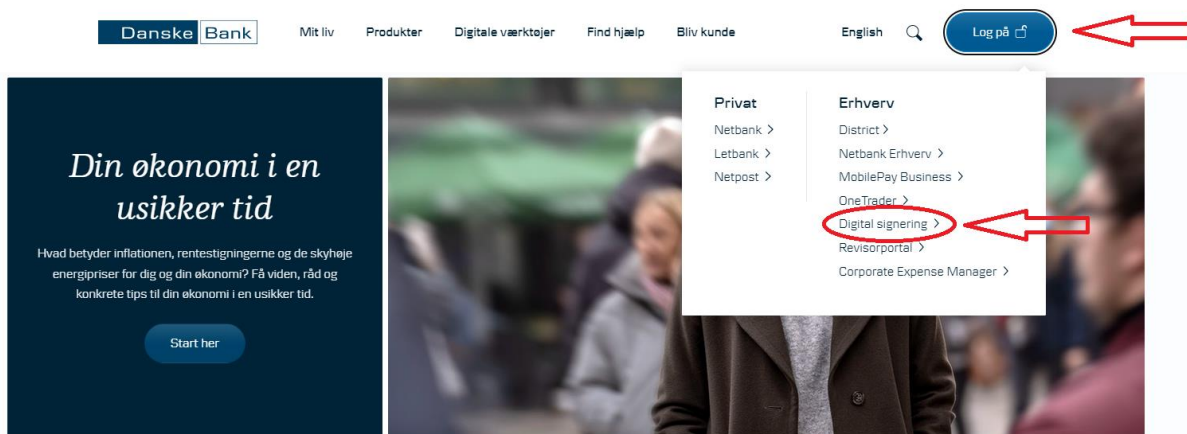 Danske Bank
Mit liv
Produkter
Digitale værktøjer
Find hjælp
Bliv kunde
English
Log på
Din økonomi i en
usikker tid
Hvad betyder inflationen, rentestigningerne og de skyhøje
energipriser for dig og din økonomi? Få viden, råd og
konkrete tips til din økonomi i en usikker tid.
Start her
Privat
Netbank >
Letbank >
Netpost >
Erhverv
District >
Netbank Erhverv >
MobilePay Business >
OneTrader >
Digital signering >
Revisorportal >
Corporate Expense Manager >